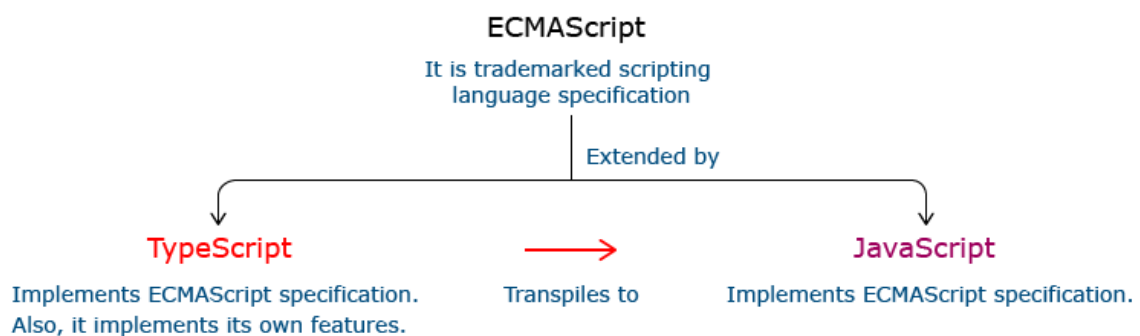 ECMAScript
It is trademarked scripting
language specification
Extended by
TypeScript
JavaScript
Implements ECMAScript specification.
Also, it implements its own features.
Transpiles to
Implements ECMAScript specification.